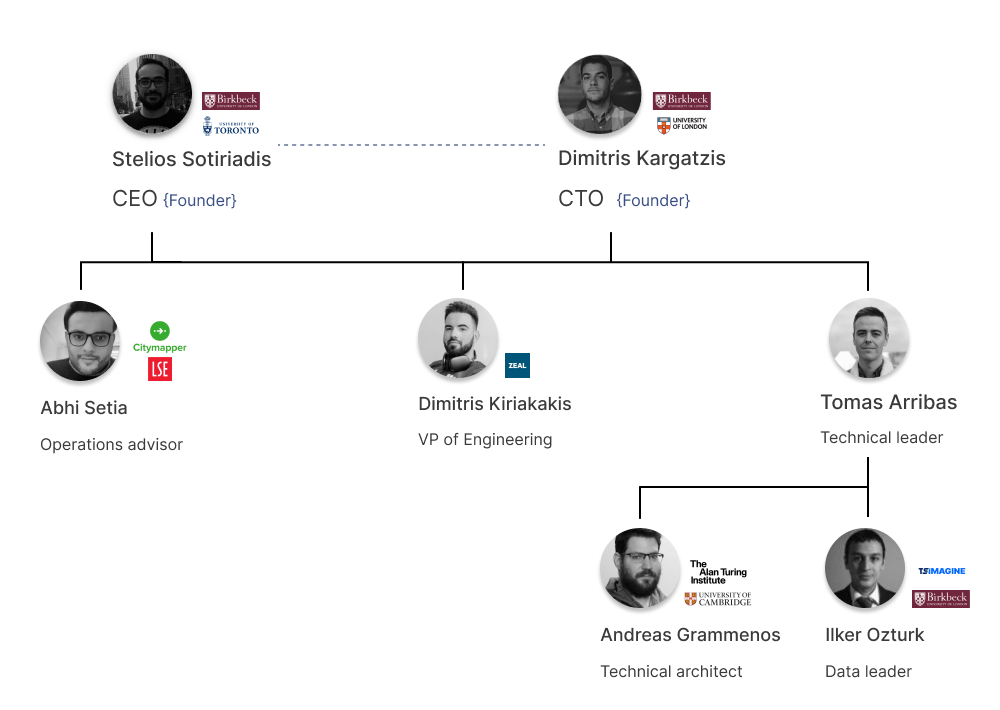 Birkbeck
UNIVERSITY OF LONDON
UNIVERSITY OF
TORONTO
Stelios Sotiriadis
CEO {Founder}
Birkbeck
UNIVERSITY OF LONDON
UNIVERSITY
OF LONDON
Dimitris Kargatzis
CTO {Founder}
Citymapper
LSE
Abhi Setia
Operations advisor
ZEAL
Dimitris Kiriakakis
VP of Engineering
Tomas Arribas
Technical leader
The
Alan Turing
Institute
UNIVERSITY OF
CAMBRIDGE
Andreas Grammenos
Technical architect
TSIMAGINE
Birkbeck
UNIVERSITY OF LONDON
Ilker Ozturk
Data leader